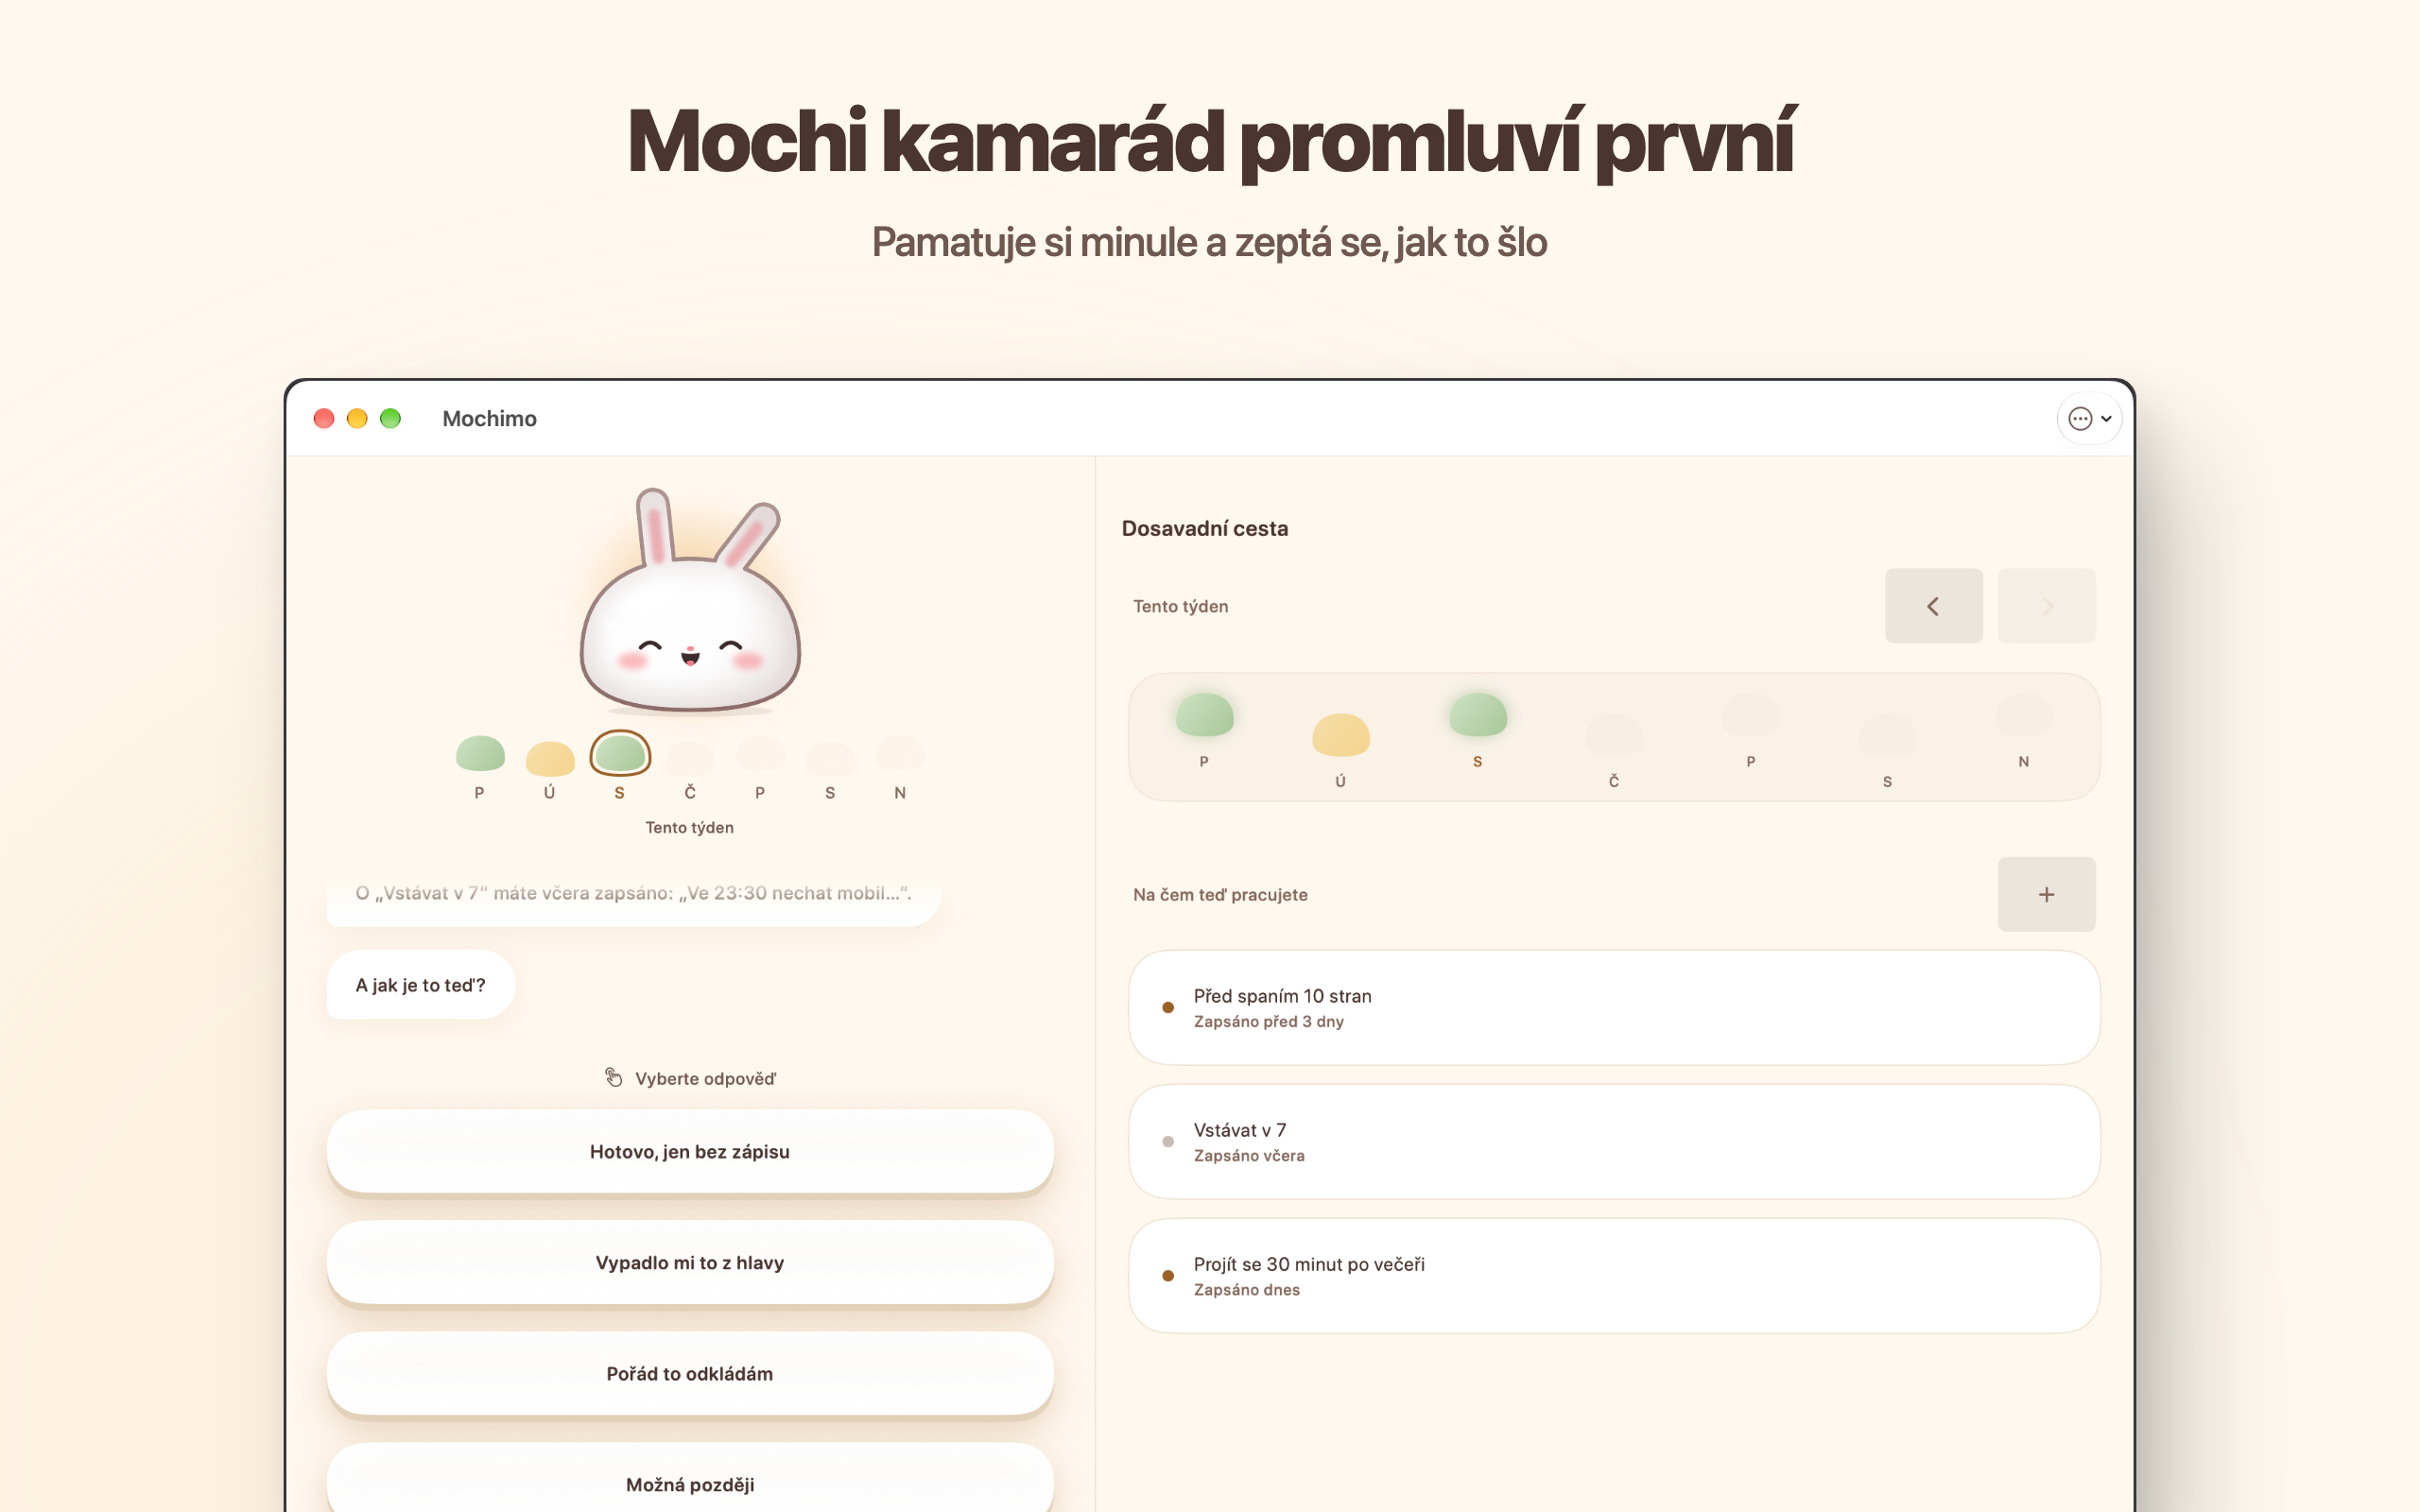 Mochi kamarád promluví první
Pamatuje si minule a zeptá se, jak to šlo
Mochimo
P Ú S Č P S N
Tento týden
O „Vstávat v 7“ máte včera zapsáno: „Ve 23:30 nechat mobil...“.
A jak je to teď?
Vyberte odpověď
Hotovo, jen bez zápisu
Vypadlo mi to z hlavy
Pořád to odkládám
Možná později
Dosavadní cesta
Tento týden
P Ú S Č P S N
Na čem teď pracujete
Před spaním 10 stran
Zapsáno před 3 dny
Vstávat v 7
Zapsáno včera
Projít se 30 minut po večeři
Zapsáno dnes